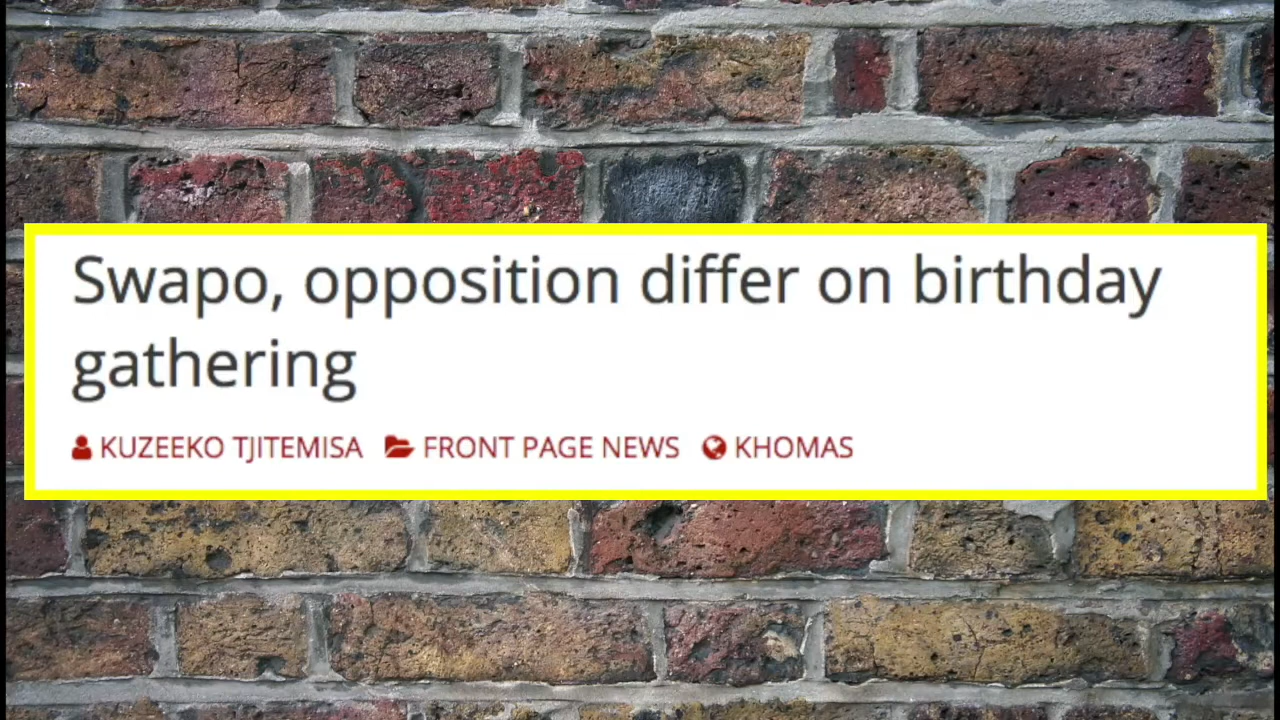 Swapo, opposition differ on birthday
gathering
KUZEEKO TJITEMISA FRONT PAGE NEWS KHOMAS